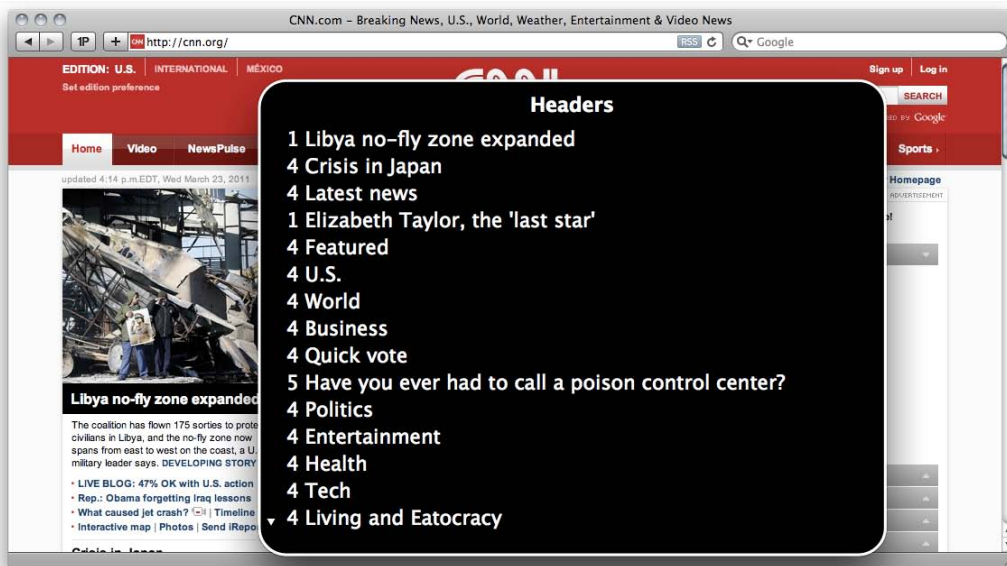 CNN.com – Breaking News, U.S., World, Weather, Entertainment & Video News
1P + CNN http://cnn.org/ RSS Google
EDITION: U.S. INTERNATIONAL MÉXICO
Sign up Log in
Set edition preference
CNN
SEARCH
ED BY Google
Home Video NewsPulse
Sports
updated 4:14 p.m.EDT, Wed March 23, 2011
Homepage
ADVERTISEMENT
Libya no-fly zone expanded
The coalition has flown 175 sorties to prote
civilians in Libya, and the no-fly zone now
spans from east to west on the coast, a U.
military leader says. DEVELOPING STORY
• LIVE BLOG: 47% OK with U.S. action
• Rep.: Obama forgetting Iraq lessons
• What caused jet crash? | Timeline
• Interactive map | Photos | Send iRepo
Crisis in Japan
Headers
1 Libya no–fly zone expanded
4 Crisis in Japan
4 Latest news
1 Elizabeth Taylor, the 'last star'
4 Featured
4 U.S.
4 World
4 Business
4 Quick vote
5 Have you ever had to call a poison control center?
4 Politics
4 Entertainment
4 Health
4 Tech
4 Living and Eatocracy